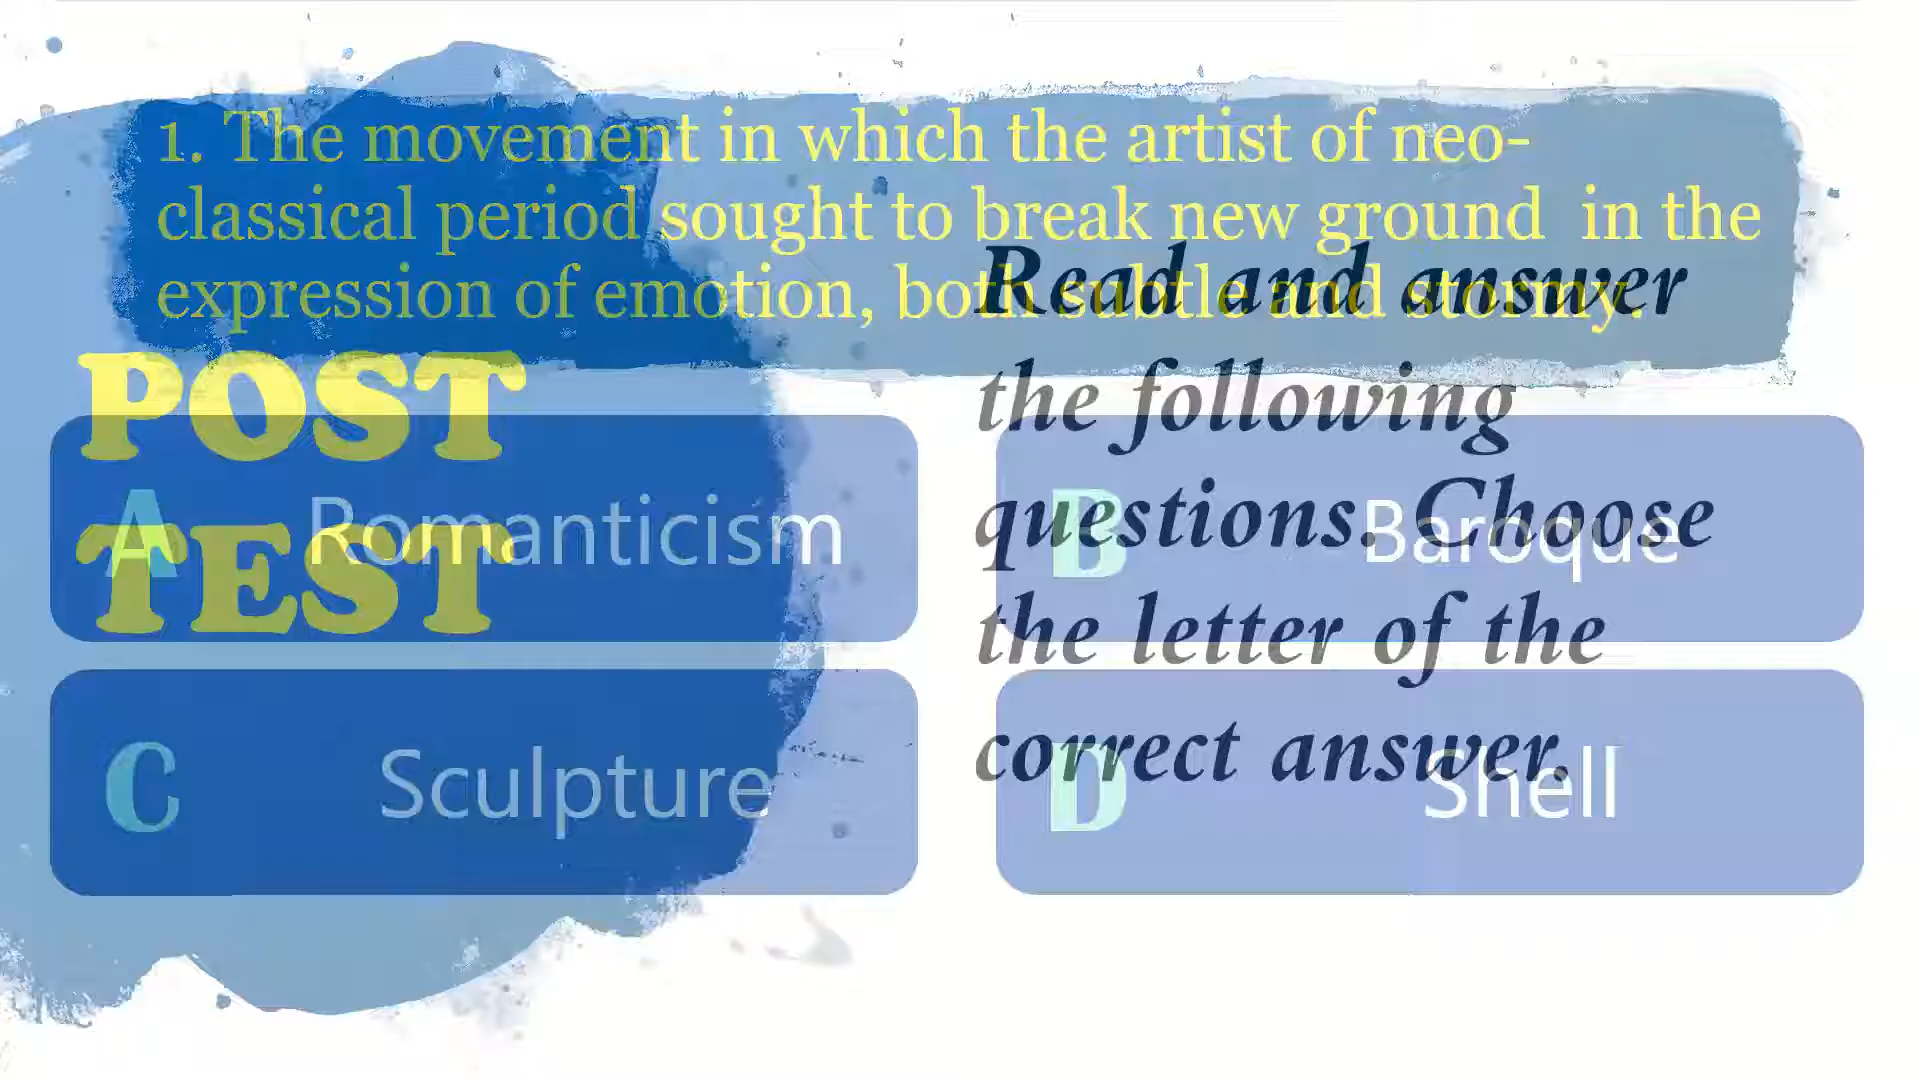 1. The movement in which the artist of neo-
classical period sought to break new ground in the
expression of emotion, both subtle and stormy.
POST
TEST
Read and answer
the following
questions. Choose
the letter of the
correct answer.
A Romanticism
B Baroque
C Sculpture
D Shell